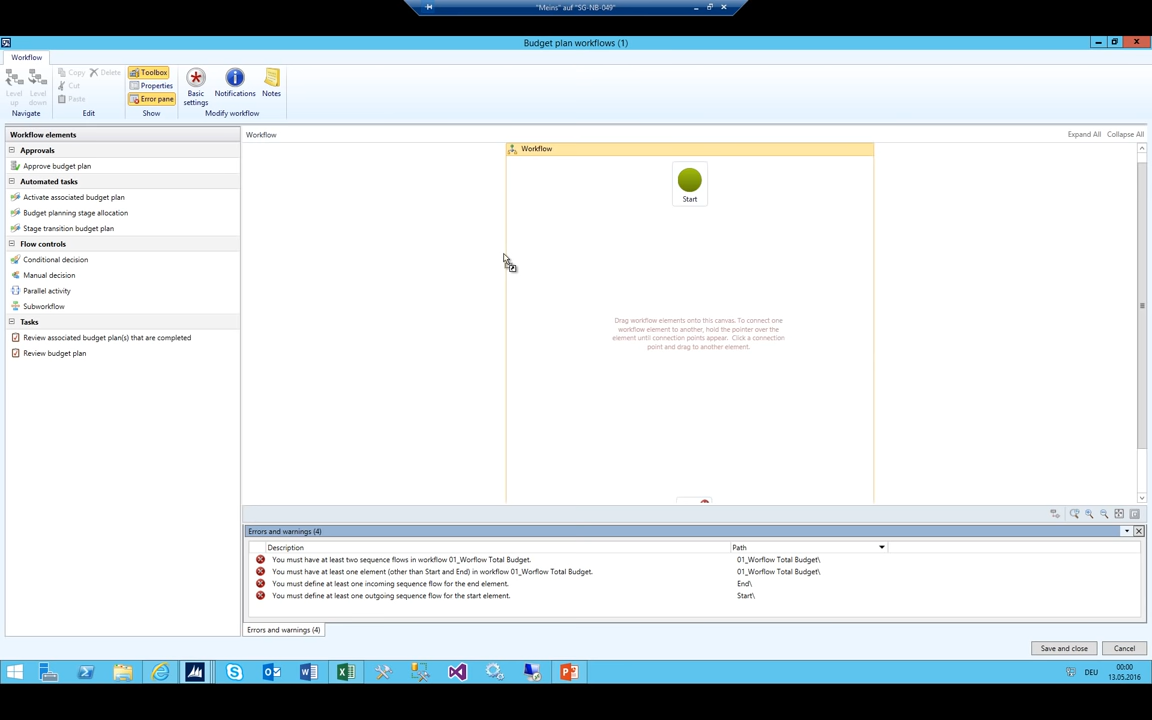 "Meins" auf "SG-NB-049"
Budget plan workflows (1)
Workflow
Level up
Level down
Navigate
Copy
Delete
Cut
Paste
Edit
Toolbox
Properties
Error pane
Show
Basic settings
Notifications
Notes
Modify workflow
Workflow elements
Approvals
Approve budget plan
Automated tasks
Activate associated budget plan
Budget planning stage allocation
Stage transition budget plan
Flow controls
Conditional decision
Manual decision
Parallel activity
Subworkflow
Tasks
Review associated budget plan(s) that are completed
Review budget plan
Workflow
Expand All Collapse All
Workflow
Start
Drag workflow elements onto this canvas. To connect one
workflow element to another, hold the pointer over the
element until connection points appear. Click a connection
point and drag to another element.
Errors and warnings (4)
Description Path
You must have at least two sequence flows in workflow 01_Worflow Total Budget. 01_Worflow Total Budget\
You must have at least one element (other than Start and End) in workflow 01_Worflow Total Budget. 01_Worflow Total Budget\
You must define at least one incoming sequence flow for the end element. End\
You must define at least one outgoing sequence flow for the start element. Start\
Errors and warnings (4)
Save and close
Cancel
DEU
00:00
13.05.2016